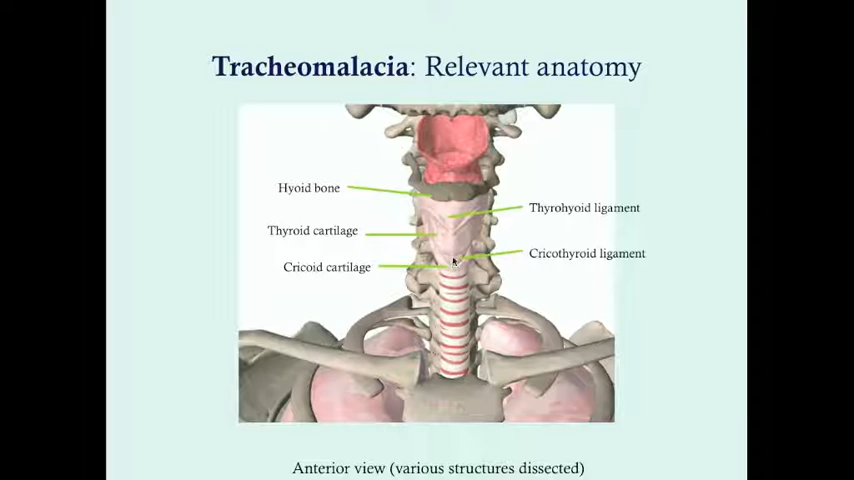 Tracheomalacia: Relevant anatomy
Hyoid bone
Thyrohyoid ligament
Thyroid cartilage
Cricothyroid ligament
Cricoid cartilage
Anterior view (various structures dissected)